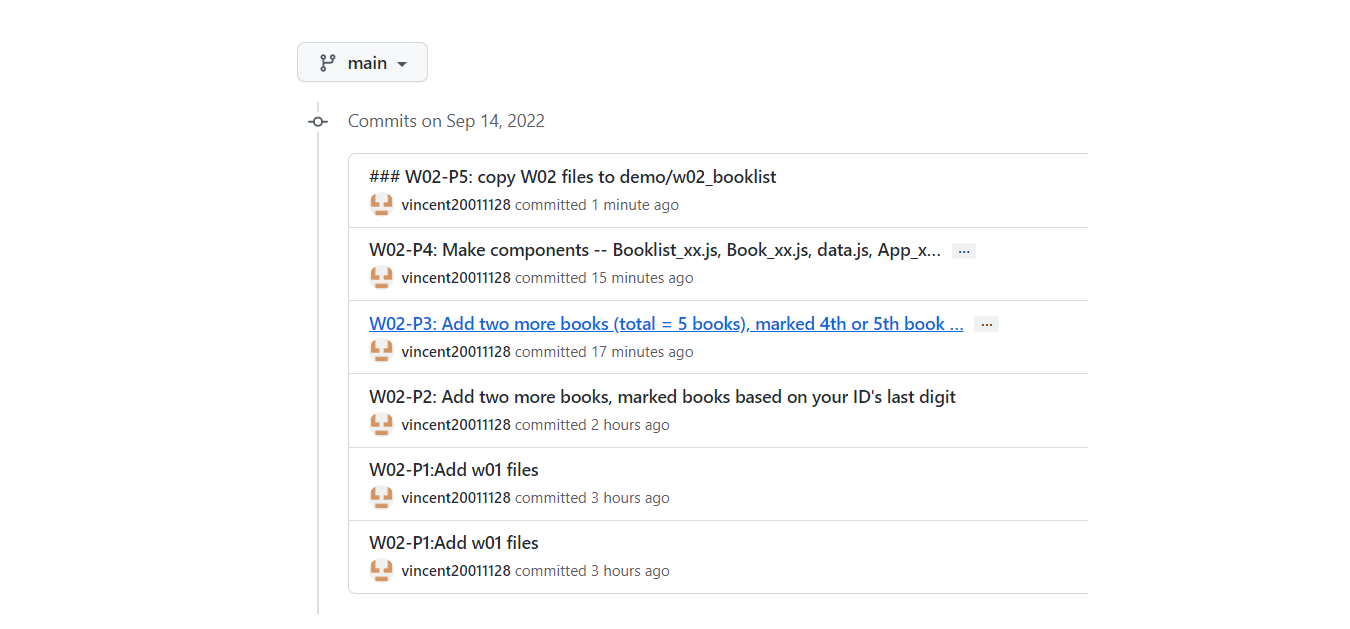 main
Commits on Sep 14, 2022
### W02-P5: copy W02 files to demo/w02_booklist
vincent20011128 committed 1 minute ago
W02-P4: Make components -- Booklist_xx.js, Book_xx.js, data.js, App_x... ...
vincent20011128 committed 15 minutes ago
W02-P3: Add two more books (total = 5 books), marked 4th or 5th book ... ...
vincent20011128 committed 17 minutes ago
W02-P2: Add two more books, marked books based on your ID's last digit
vincent20011128 committed 2 hours ago
W02-P1:Add w01 files
vincent20011128 committed 3 hours ago
W02-P1:Add w01 files
vincent20011128 committed 3 hours ago